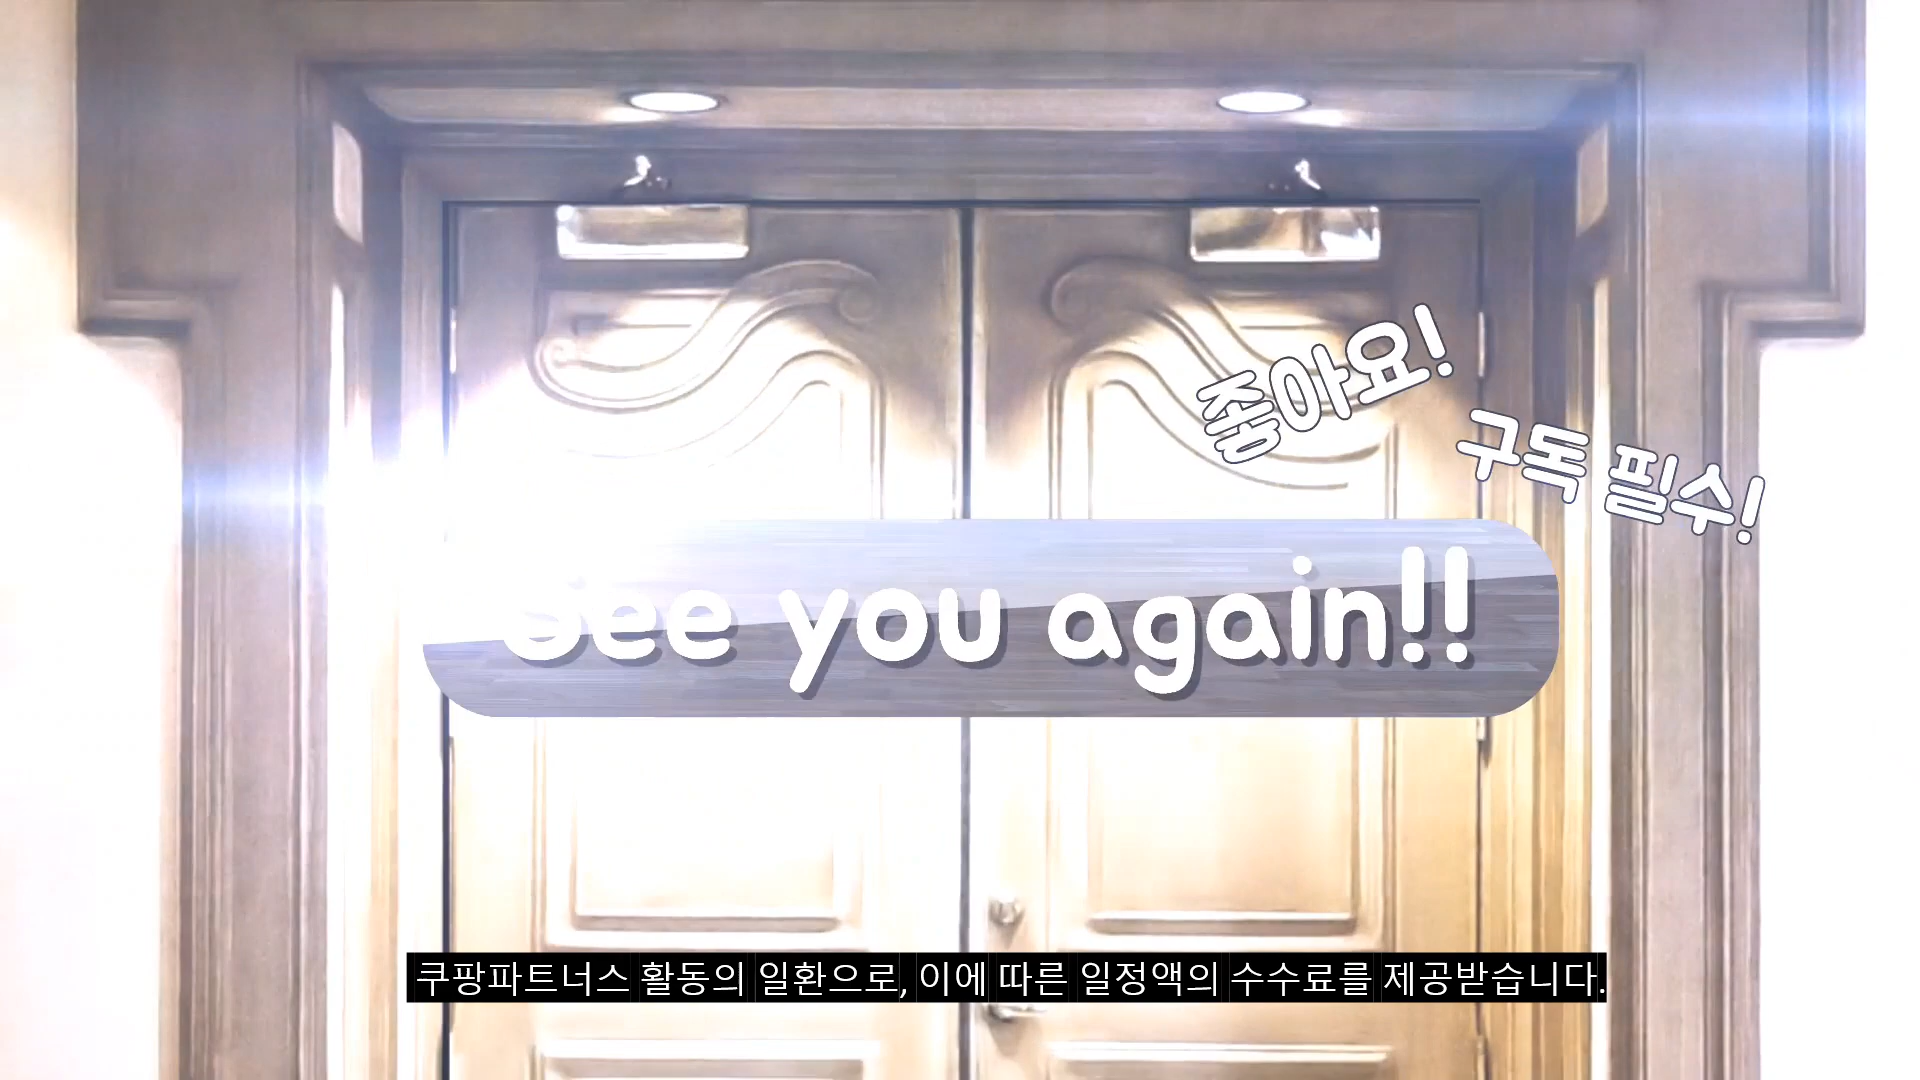 좋아요!
구독 필수!
See you again!!
쿠팡파트너스 활동의 일환으로, 이에 따른 일정액의 수수료를 제공받습니다.